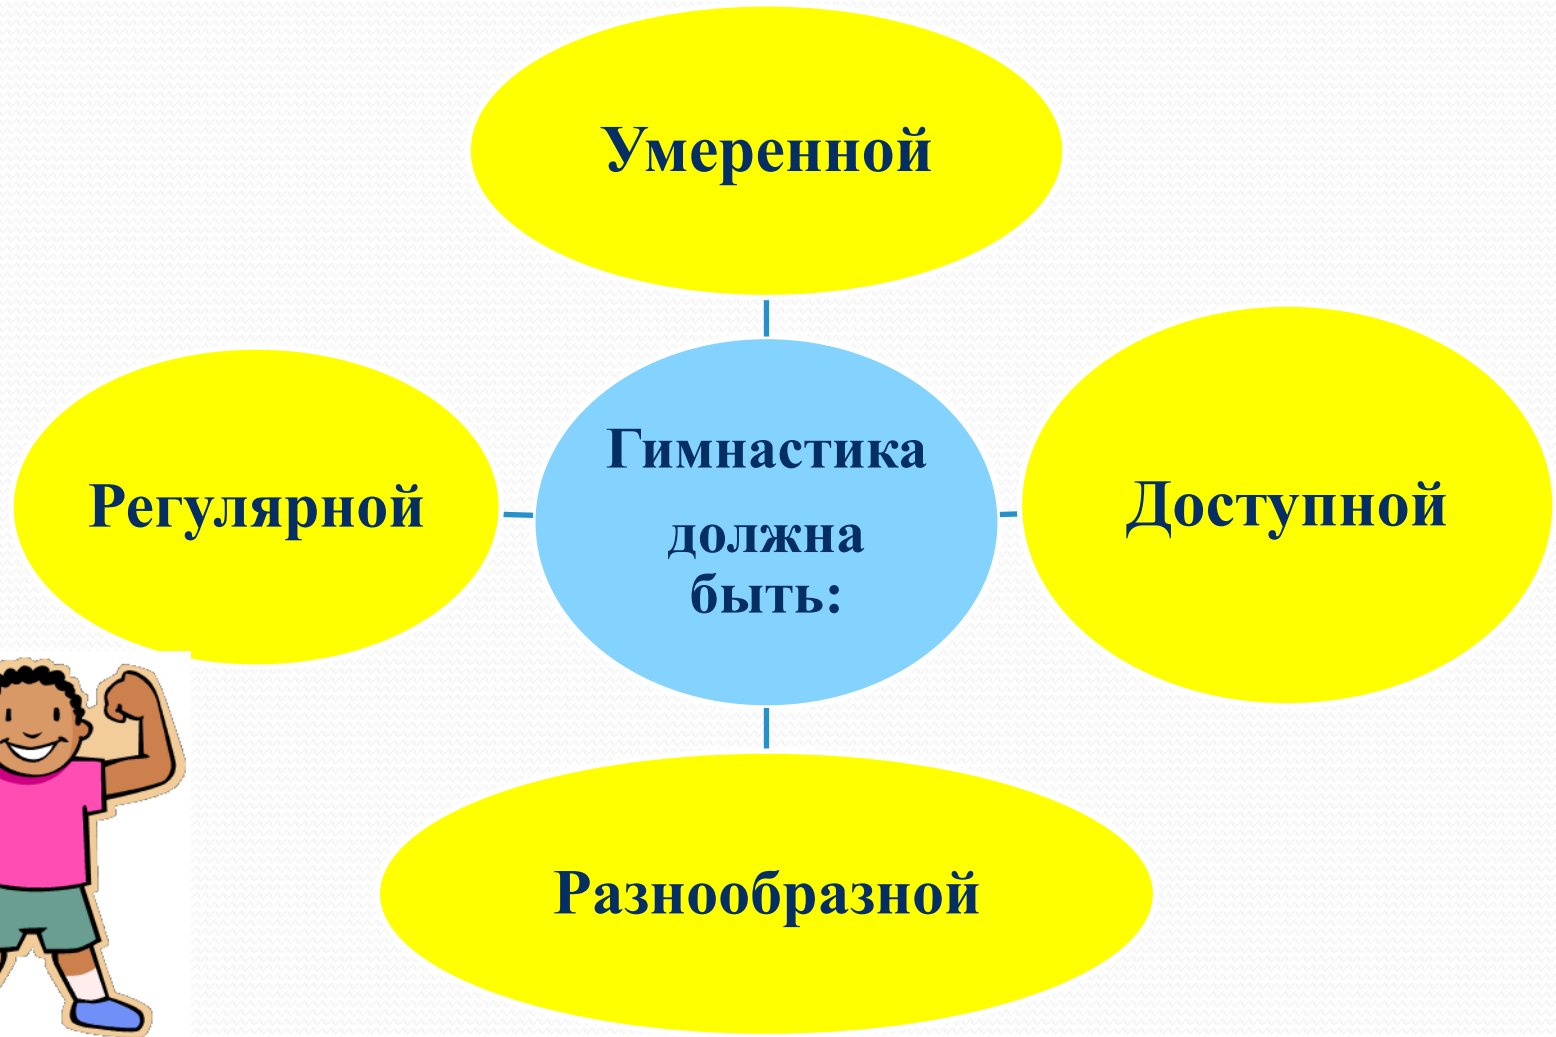 Умеренной
Регулярной
Гимнастика
должна
быть:
Доступной
Разнообразной